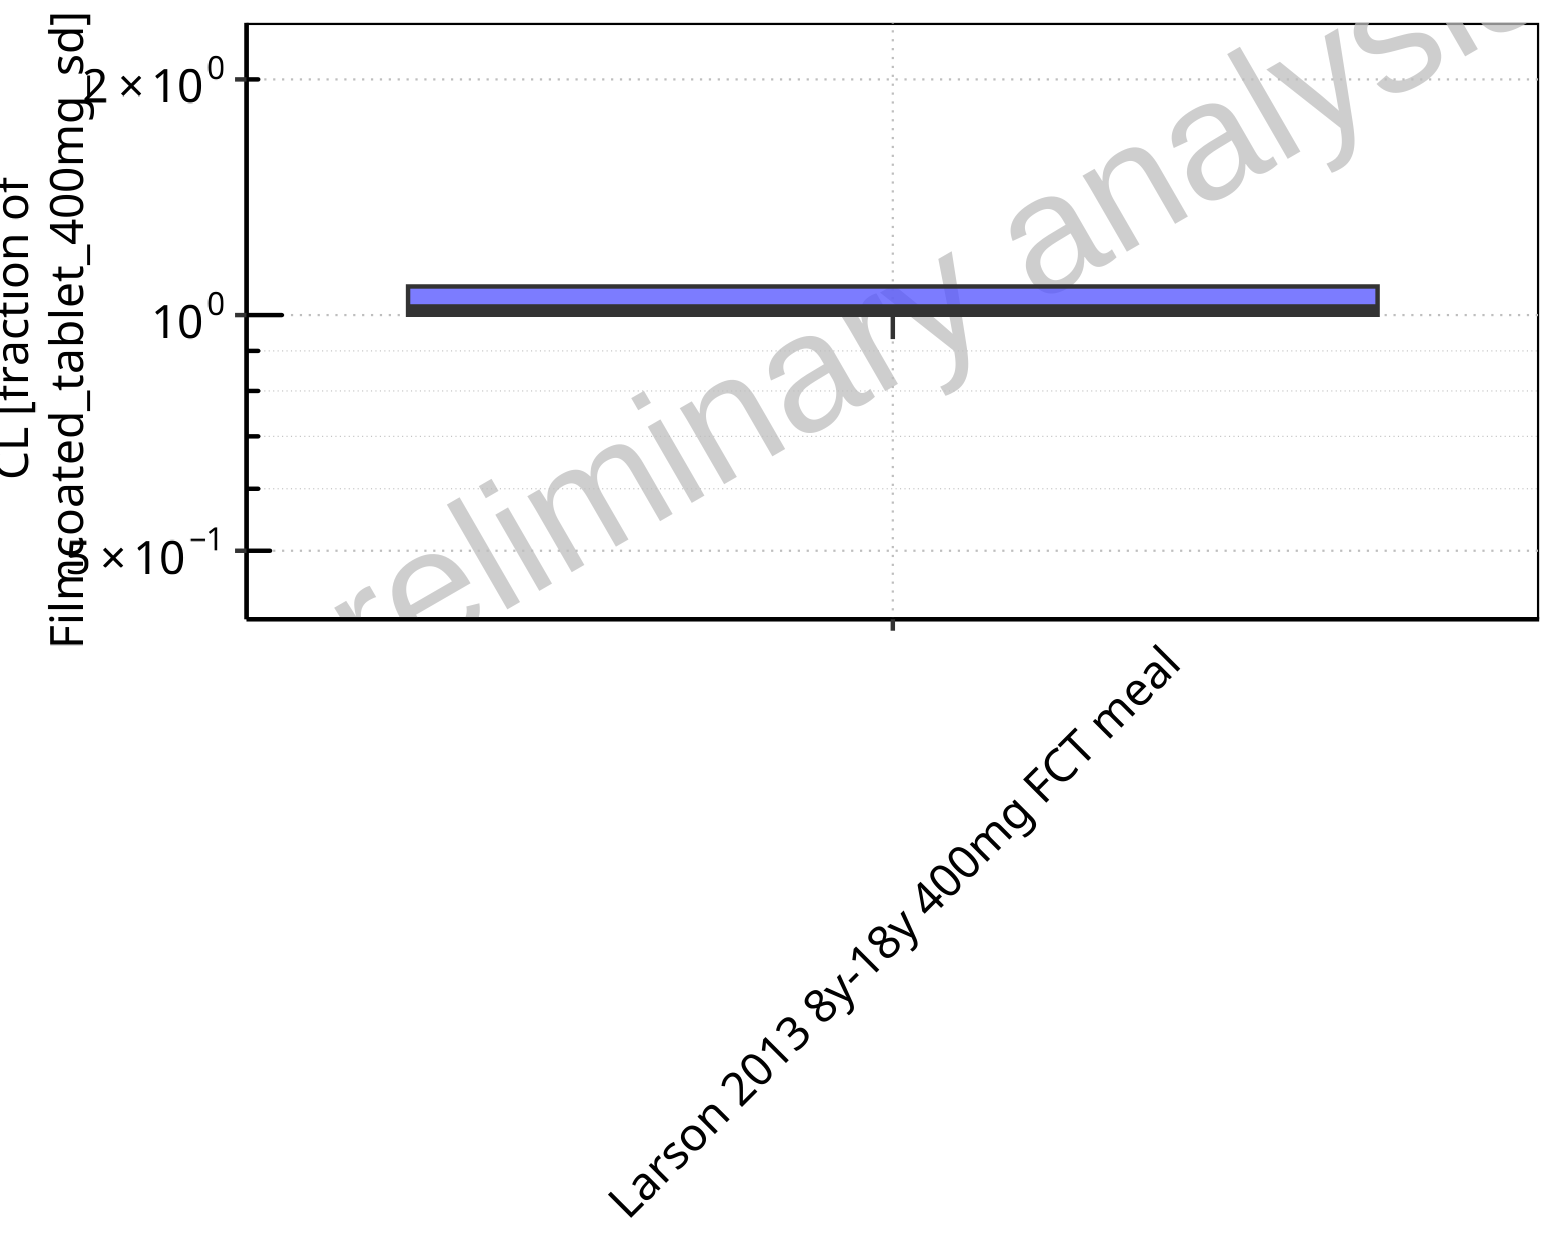 CL [fraction of
Filmcoated_tablet_400mg_sd]
2 × 10⁰
10⁰
5 × 10⁻¹
reliminary analysis
Larson 2013 8y-18y 400mg FCT meal